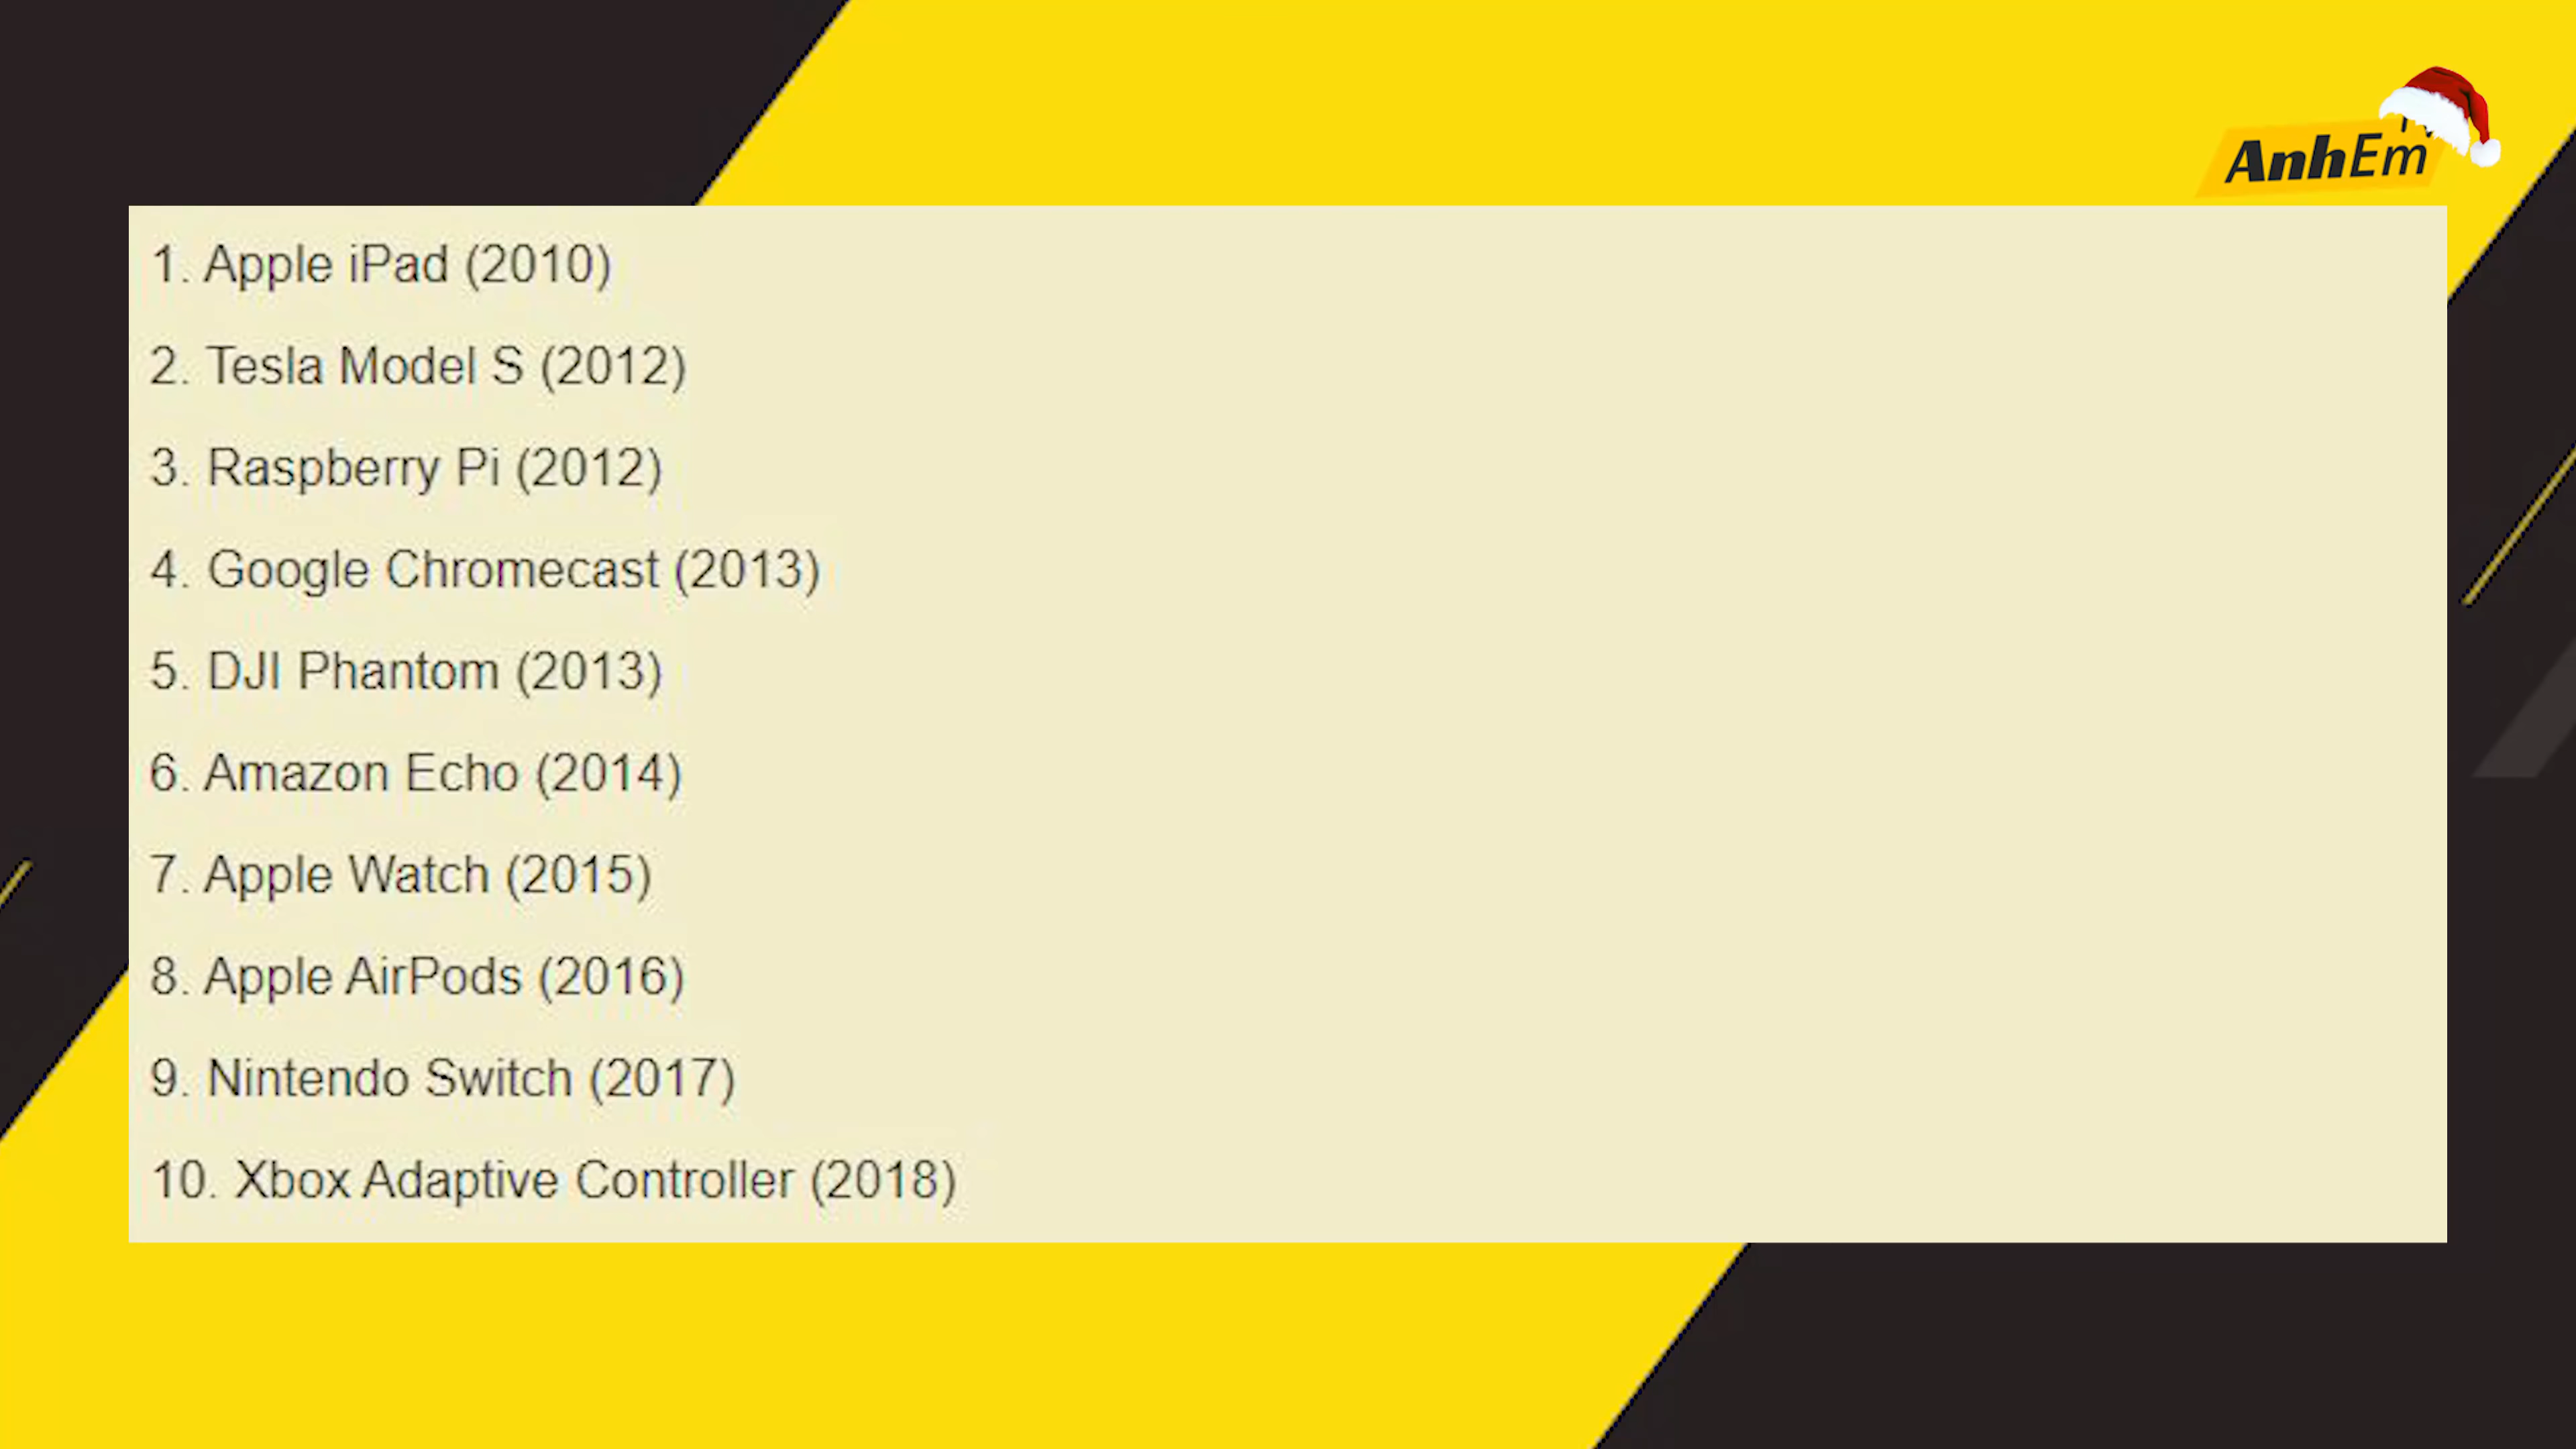 AnhEm
1. Apple iPad (2010)
2. Tesla Model S (2012)
3. Raspberry Pi (2012)
4. Google Chromecast (2013)
5. DJI Phantom (2013)
6. Amazon Echo (2014)
7. Apple Watch (2015)
8. Apple AirPods (2016)
9. Nintendo Switch (2017)
10. Xbox Adaptive Controller (2018)